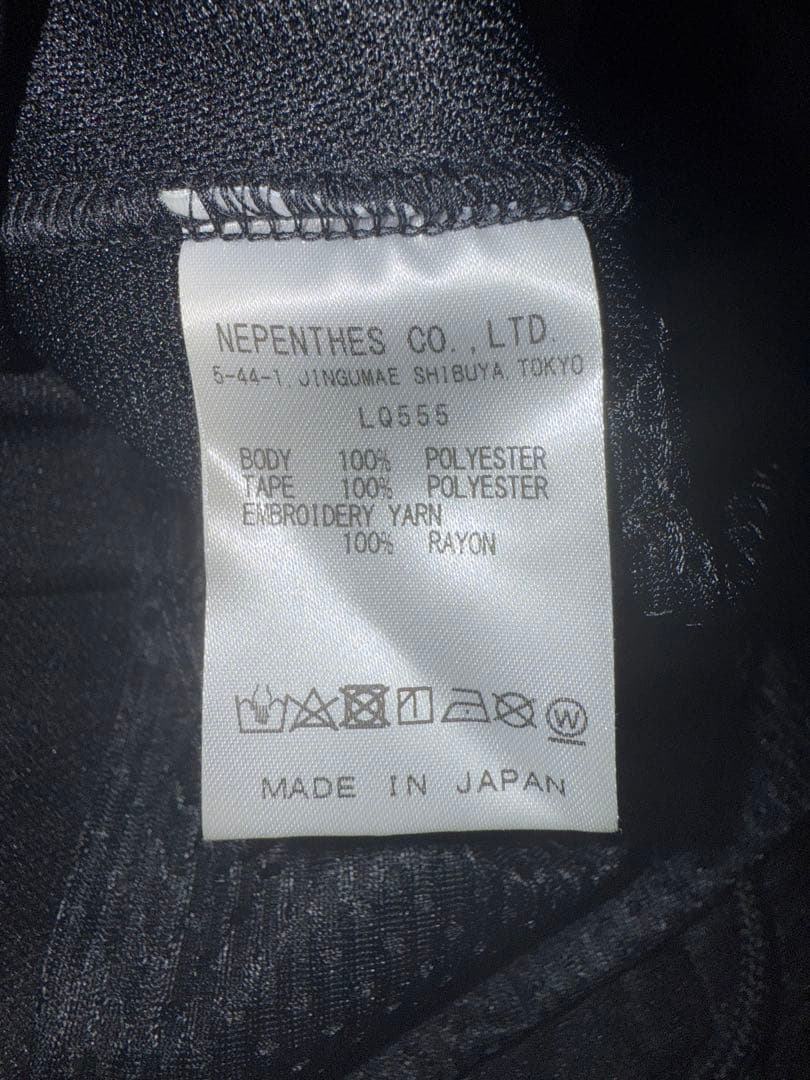 NEPENTHES CO., LTD.
5-44-1, JINGUMAE SHIBUYA, TOKYO
LQ555
BODY 100% POLYESTER
TAPE 100% POLYESTER
EMBROIDERY YARN
100% RAYON
W
MADE IN JAPAN